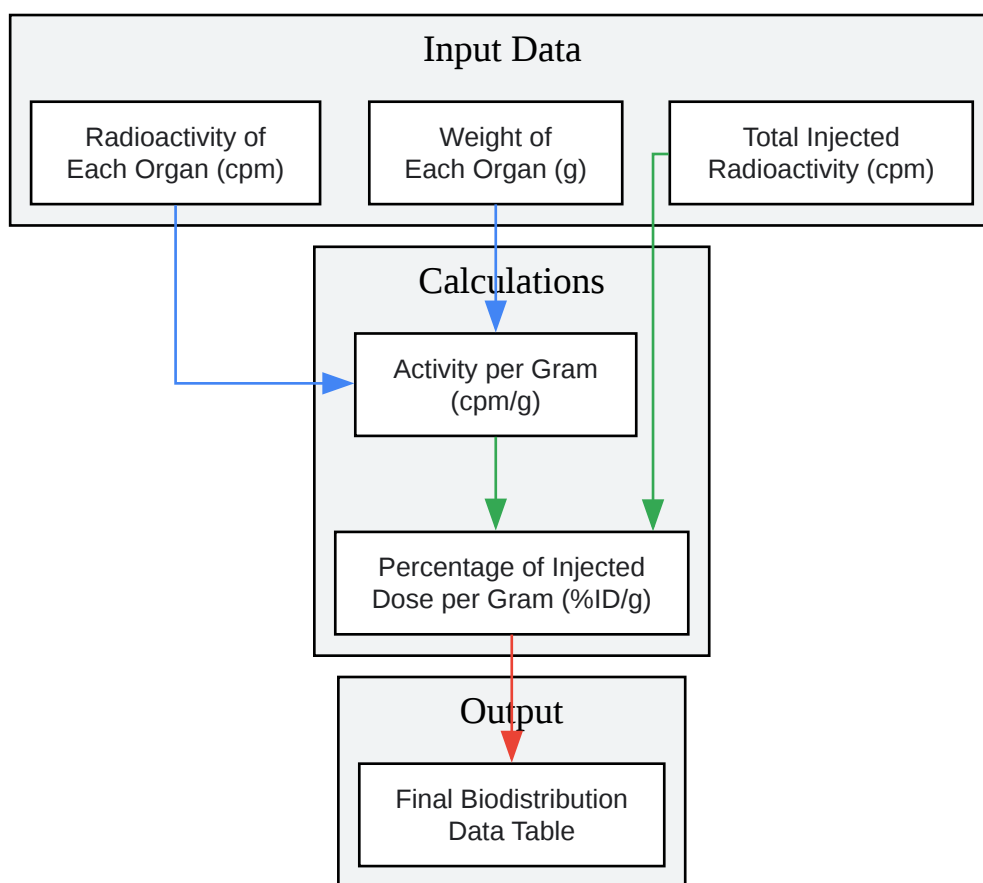 Input Data
Radioactivity of
Each Organ (cpm)
Weight of
Each Organ (g)
Total Injected
Radioactivity (cpm)
Calculations
Activity per Gram
(cpm/g)
Percentage of Injected
Dose per Gram (%ID/g)
Output
Final Biodistribution
Data Table